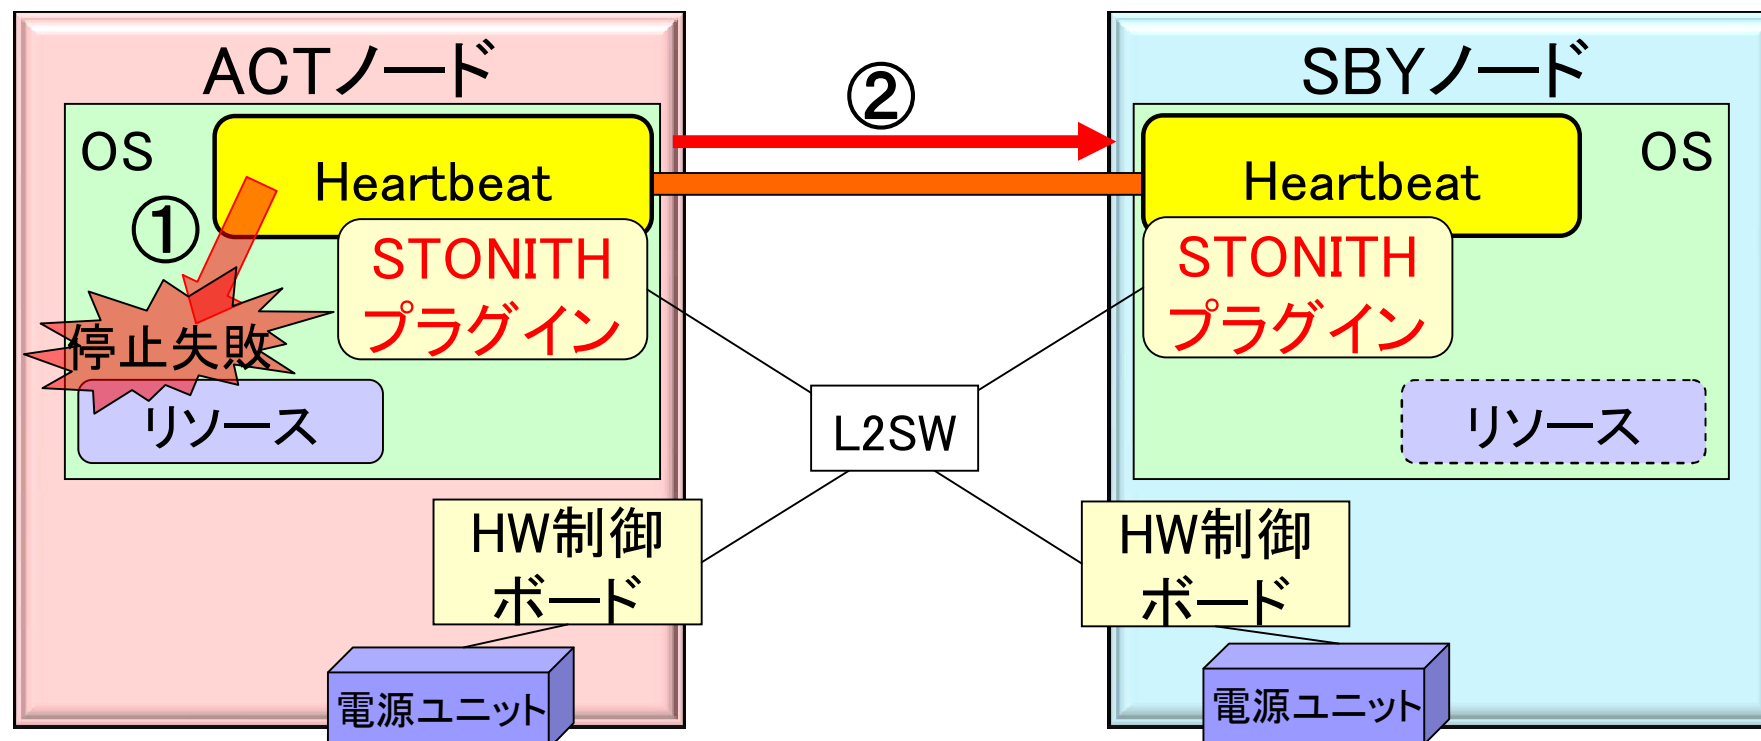 ACTノード
SBYノード
②
OS
Heartbeat
Heartbeat
OS
①
STONITH
プラグイン
STONITH
プラグイン
停止失敗
リソース
L2SW
リソース
HW制御
ボード
HW制御
ボード
電源ユニット
電源ユニット